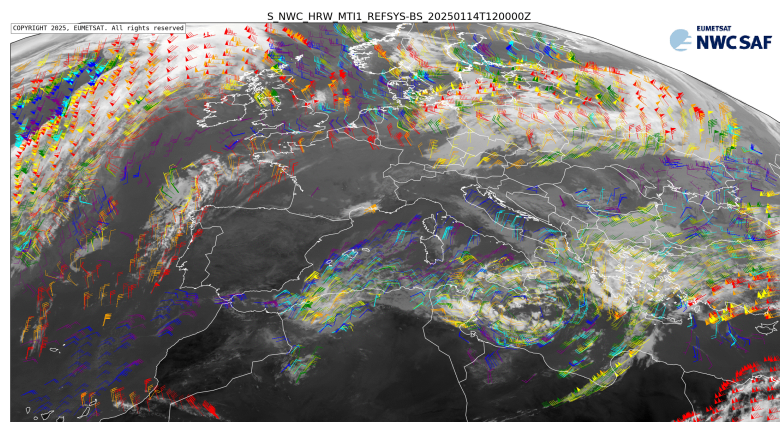 S_NWC_HRW_MTI1_REFSYS-BS_20250114T120000Z
COPYRIGHT 2025, EUMETSAT. All rights reserved
EUMETSAT
NWC SAF